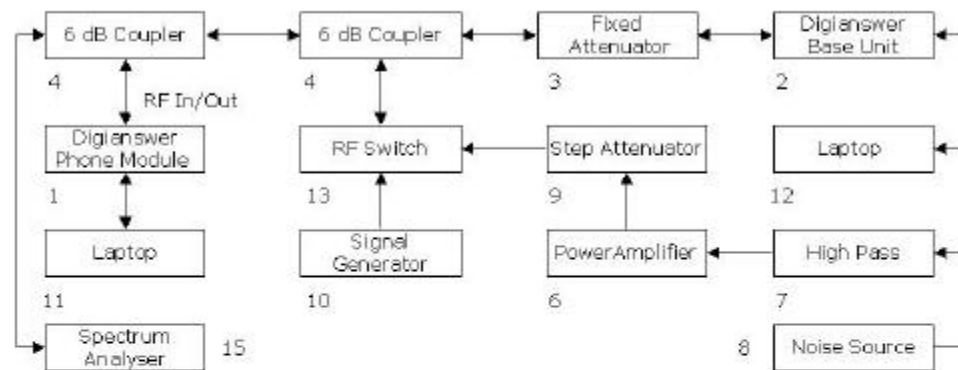 6 dB Coupler
6 dB Coupler
Fixed
Attenuator
Digianswer
Base Unit
4
4
3
2
RF In/Out
Digianswer
Phone Module
RF Switch
Step Attenuator
Laptop
1
13
9
12
Laptop
Signal
Generator
PowerAmplifier
High Pass
11
10
6
7
Spectrum
Analyser
15
8
Noise Source